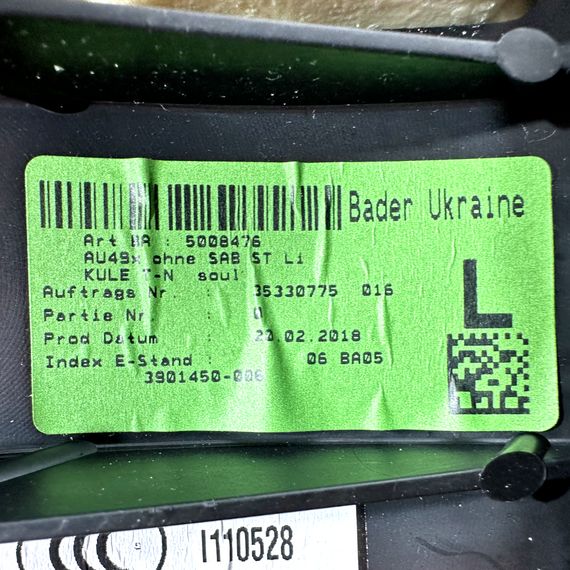 Bader Ukraine
Art NR : 5008476
AU49x ohne SAB ST Li
KULE T-N soul
Auftrags Nr. : 35330775 016
Partie Nr : 0
Prod Datum : 20.02.2018
Index E-Stand : 06 BA05
3901450-006
L
I110528